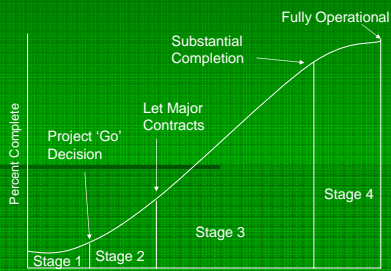 Fully Operational
Substantial
Completion
Let Major
Contracts
Project ‘Go’
Decision
Percent Complete
Stage 1
Stage 2
Stage 3
Stage 4